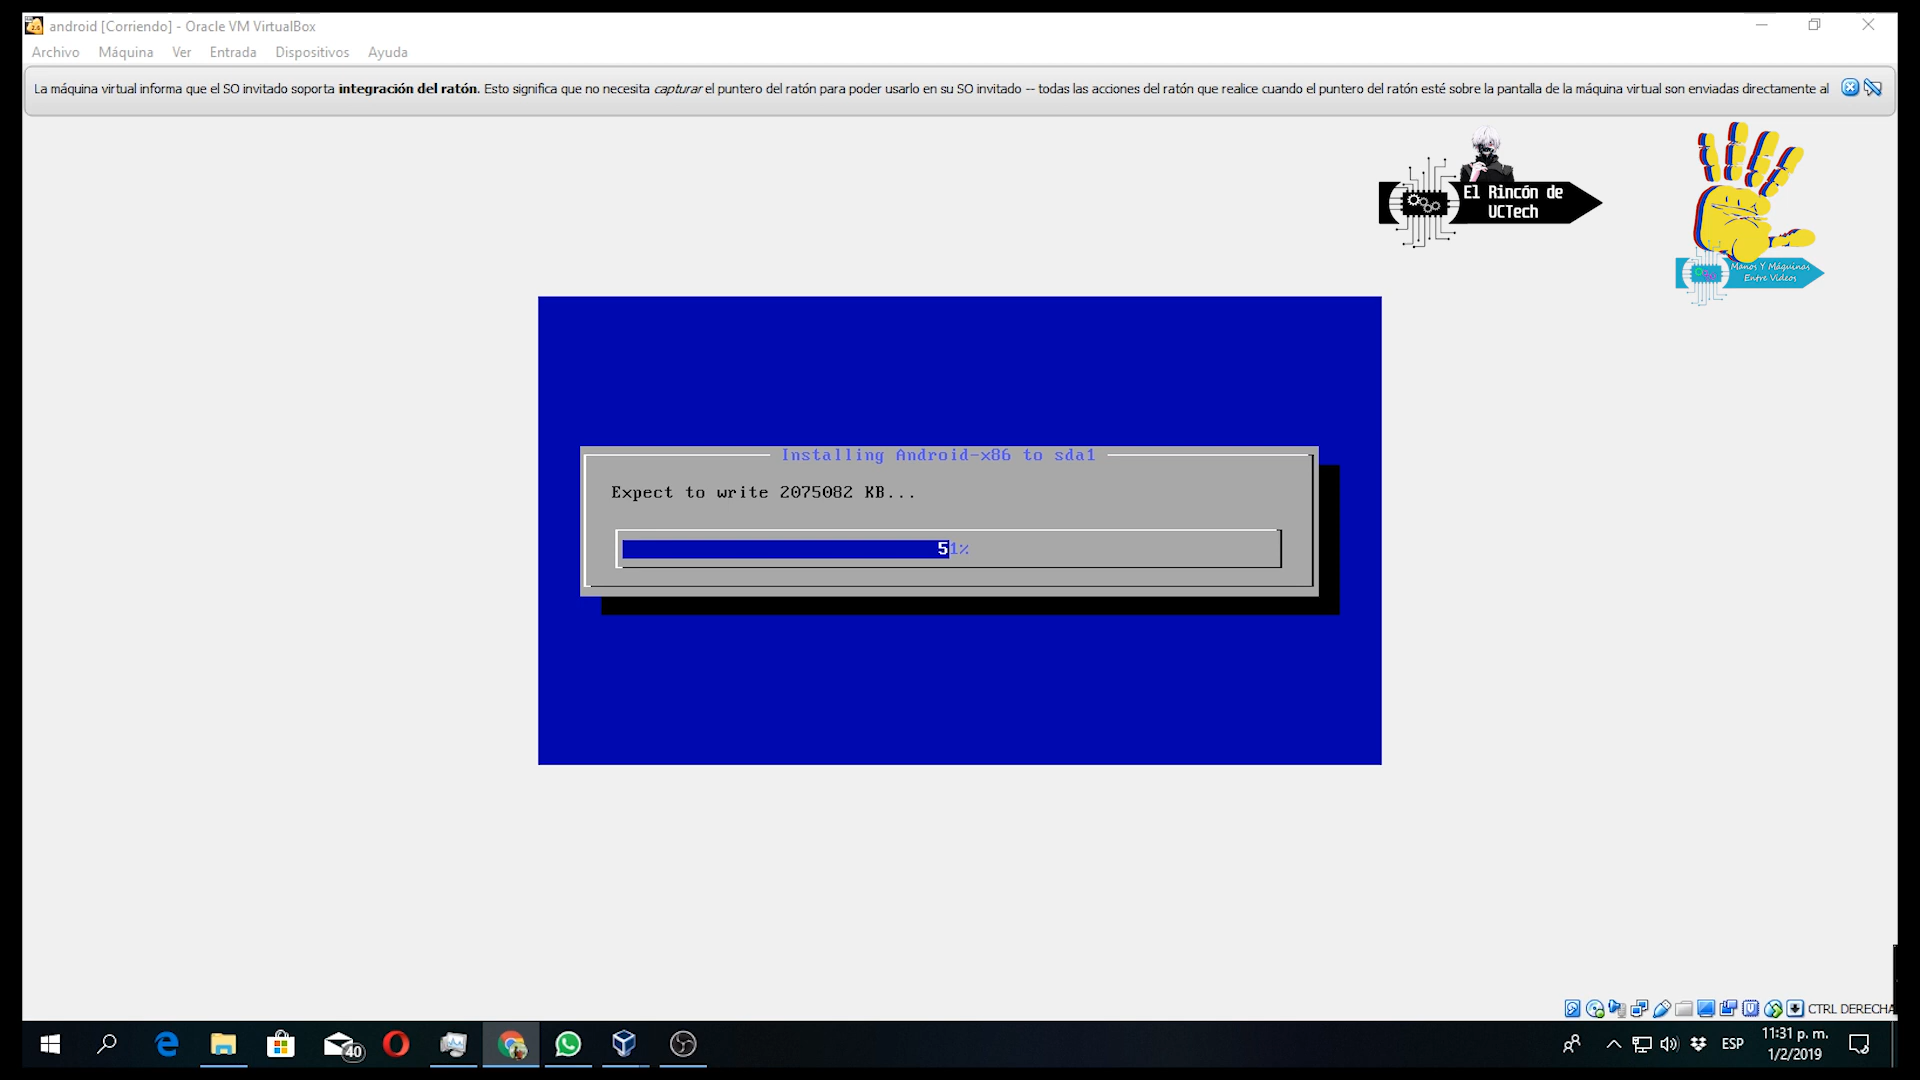 android [Corriendo] - Oracle VM VirtualBox
Archivo Máquina Ver Entrada Dispositivos Ayuda
La máquina virtual informa que el SO invitado soporta integración del ratón. Esto significa que no necesita capturar el puntero del ratón para poder usarlo en su SO invitado -- todas las acciones del ratón que realice cuando el puntero del ratón esté sobre la pantalla de la máquina virtual son enviadas directamente al
El Rincón de
UCTech
Manos Y Máquinas
Entre Videos
Installing Android-x86 to sda1
Expect to write 2075082 KB...
51%
CTRL DERECHA
40
ESP
11:31 p. m.
1/2/2019